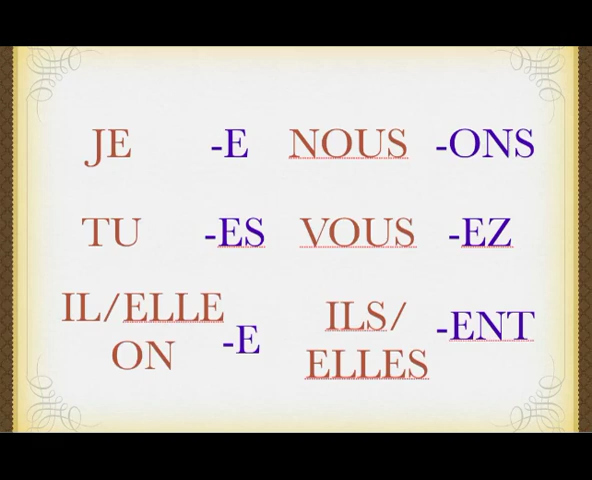 JE -E NOUS -ONS
TU -ES VOUS -EZ
IL/ELLE
ON -E ILS/
ELLES -ENT